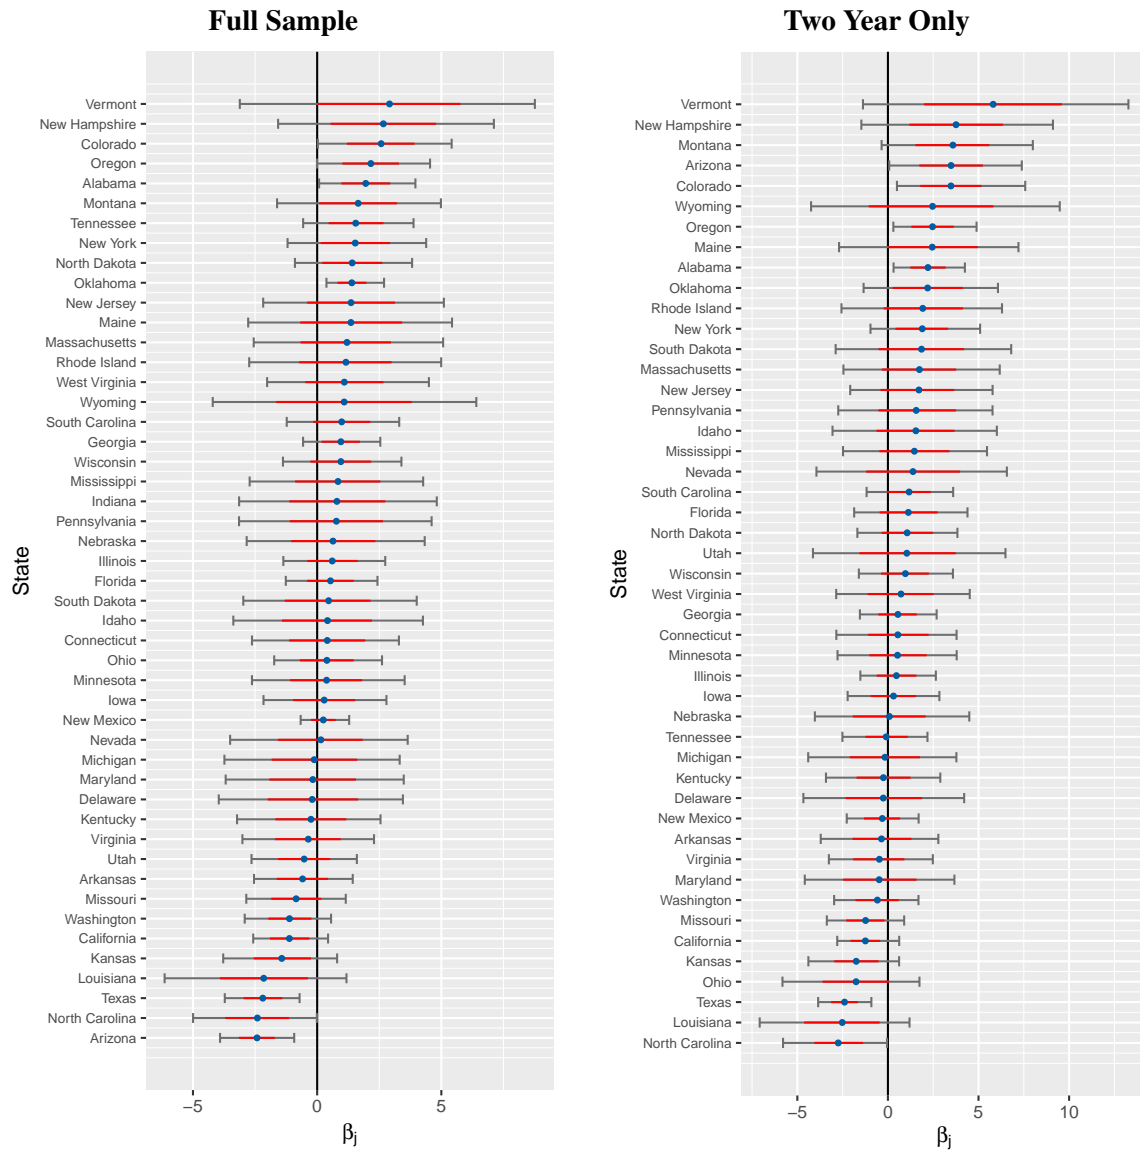 Full Sample
Vermont
New Hampshire
Colorado
Oregon
Alabama
Montana
Tennessee
New York
North Dakota
Oklahoma
New Jersey
Maine
Massachusetts
Rhode Island
West Virginia
Wyoming
South Carolina
Georgia
Wisconsin
Mississippi
Indiana
Pennsylvania
Nebraska
Illinois
Florida
South Dakota
Idaho
Connecticut
Ohio
Minnesota
Iowa
New Mexico
Nevada
Michigan
Maryland
Delaware
Kentucky
Virginia
Utah
Arkansas
Missouri
Washington
California
Kansas
Louisiana
Texas
North Carolina
Arizona
State
−5 0 5
βj
Two Year Only
Vermont
New Hampshire
Montana
Arizona
Colorado
Wyoming
Oregon
Maine
Alabama
Oklahoma
Rhode Island
New York
South Dakota
Massachusetts
New Jersey
Pennsylvania
Idaho
Mississippi
Nevada
South Carolina
Florida
North Dakota
Utah
Wisconsin
West Virginia
Georgia
Connecticut
Minnesota
Illinois
Iowa
Nebraska
Tennessee
Michigan
Kentucky
Delaware
New Mexico
Arkansas
Virginia
Maryland
Washington
Missouri
California
Kansas
Ohio
Texas
Louisiana
North Carolina
State
−5 0 5 10
βj